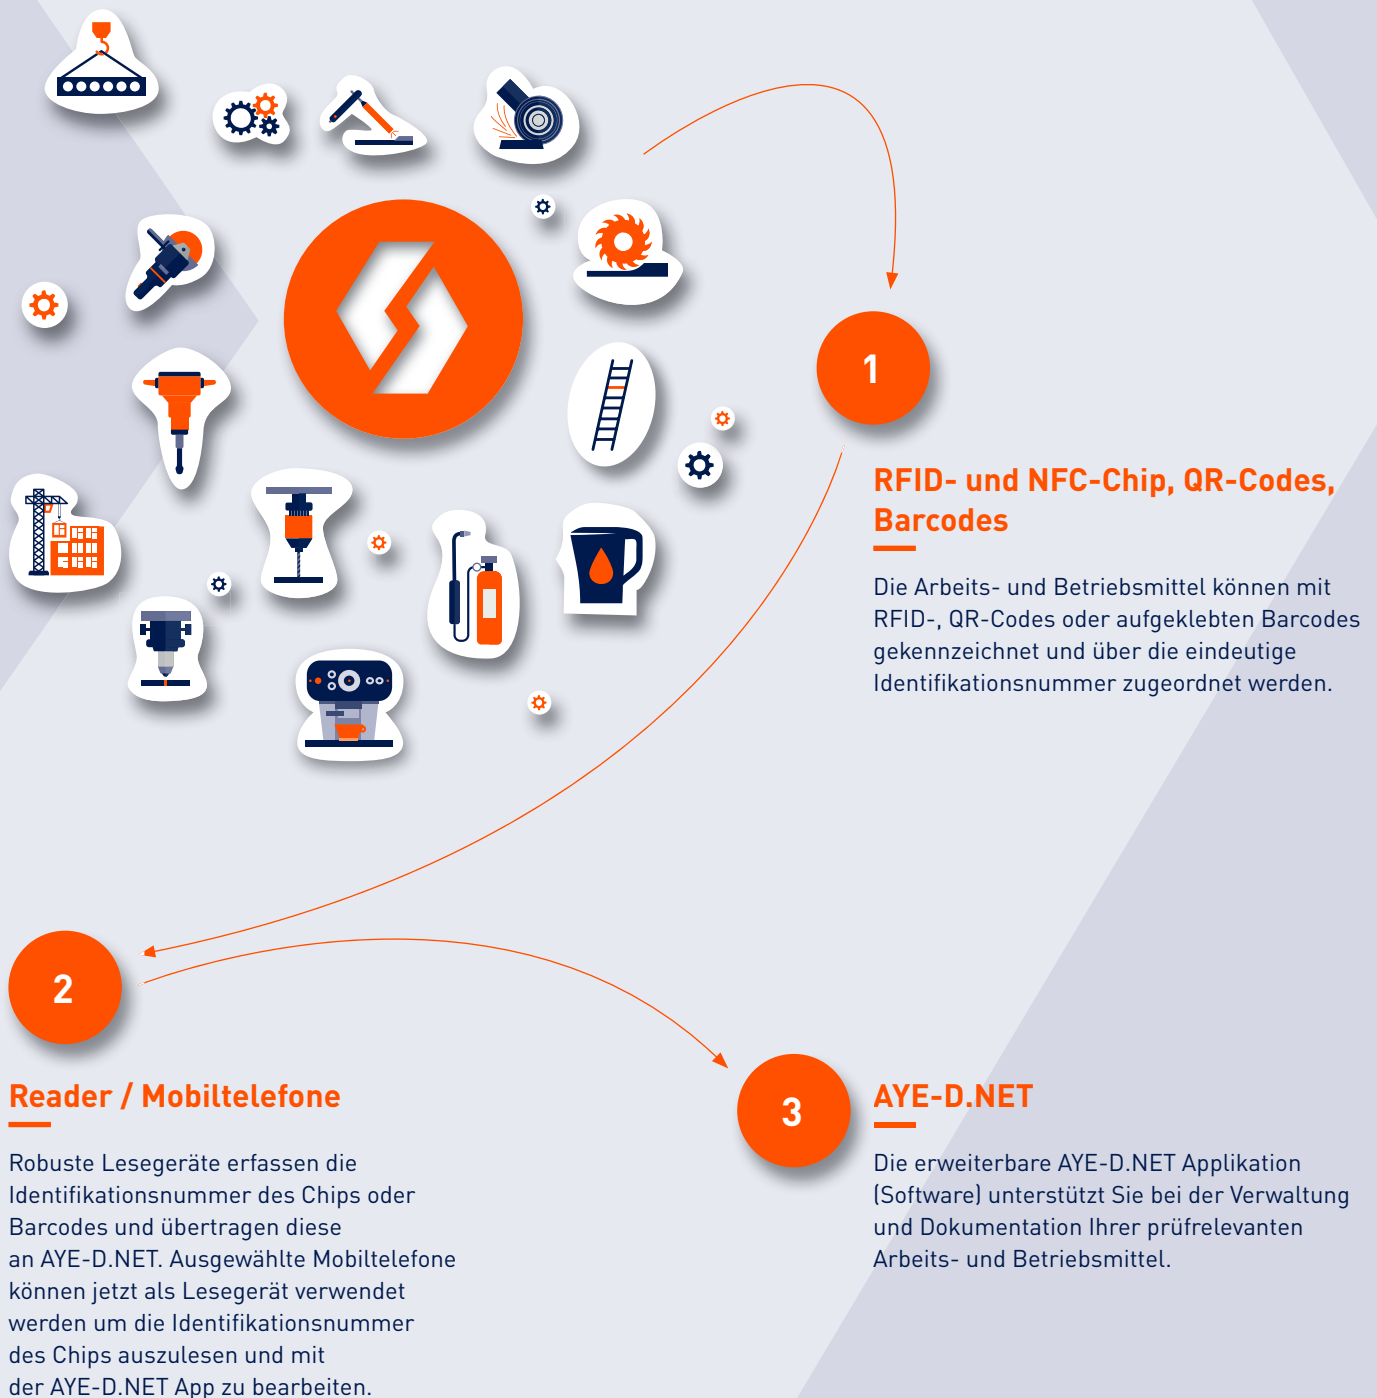 1
RFID- und NFC-Chip, QR-Codes,
Barcodes
Die Arbeits- und Betriebsmittel können mit
RFID-, QR-Codes oder aufgeklebten Barcodes
gekennzeichnet und über die eindeutige
Identifikationsnummer zugeordnet werden.
2
Reader / Mobiltelefone
Robuste Lesegeräte erfassen die
Identifikationsnummer des Chips oder
Barcodes und übertragen diese
an AYE-D.NET. Ausgewählte Mobiltelefone
können jetzt als Lesegerät verwendet
werden um die Identifikationsnummer
des Chips auszulesen und mit
der AYE-D.NET App zu bearbeiten.
3
AYE-D.NET
Die erweiterbare AYE-D.NET Applikation
(Software) unterstützt Sie bei der Verwaltung
und Dokumentation Ihrer prüfrelevanten
Arbeits- und Betriebsmittel.